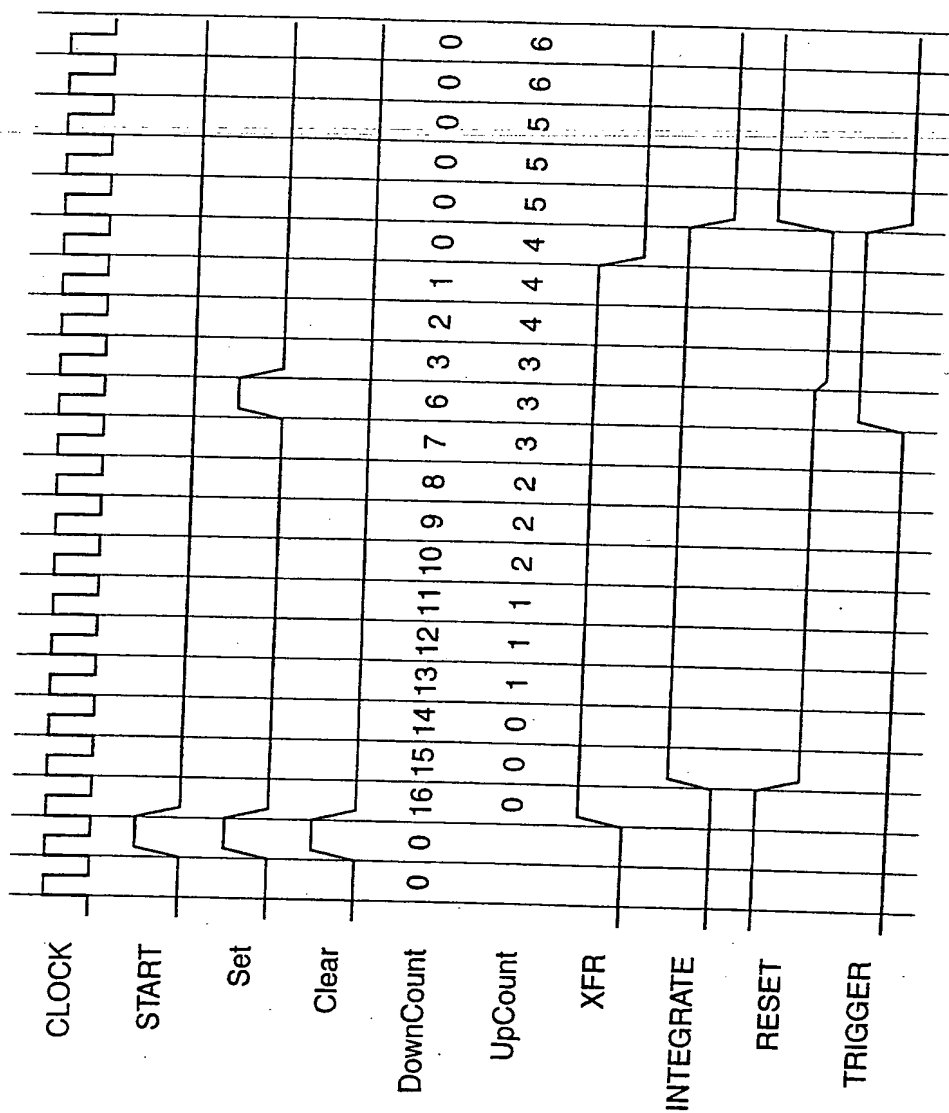 CLOCK
START
Set
Clear
DownCount 0 0 16 15 14 13 12 11 10 9 8 7 6 3 2 1 0 0 0 0 0 0
UpCount 0 0 0 1 1 1 2 2 2 3 3 3 4 4 4 5 5 5 6 6
XFR
INTEGRATE
RESET
TRIGGER